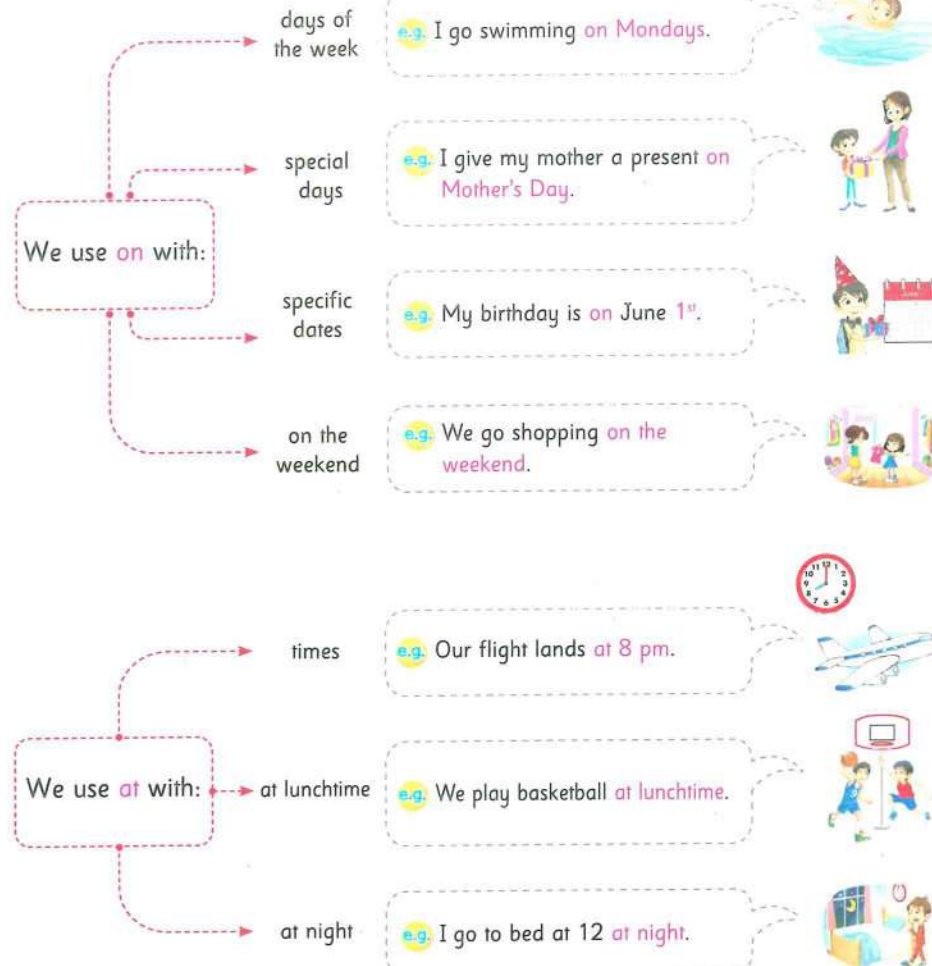 days of
the week
e.g. I go swimming on Mondays.
special
days
e.g. I give my mother a present on
Mother's Day.
We use on with:
specific
dates
e.g. My birthday is on June 1st.
on the
weekend
e.g. We go shopping on the
weekend.
times
e.g. Our flight lands at 8 pm.
We use at with:
at lunchtime
e.g. We play basketball at lunchtime.
at night
e.g. I go to bed at 12 at night.